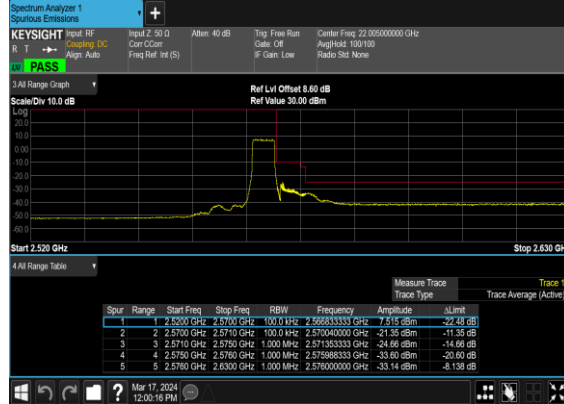 Spectrum Analyzer 1
Spurious Emissions
KEYSIGHT Input: RF Input Z: 50 Ω Atten: 40 dB Trig: Free Run Center Freq: 22.005000000 GHz
R T Coupling: DC Corr CCorr Gate: Off Avg|Hold: 100/100
Align: Auto Freq Ref: Int (S) IF Gain: Low Radio Std: None
PASS
3 All Range Graph
Ref Lvl Offset 8.60 dB
Scale/Div 10.0 dB Ref Value 30.00 dBm
Log
20.0
10.0
0.00
-10.0
-20.0
-30.0
-40.0
-50.0
-60.0
Start 2.520 GHz Stop 2.630 GH
4 All Range Table
Measure Trace Trace 1
Trace Type Trace Average (Active)
Spur Range Start Freq Stop Freq RBW Frequency Amplitude ΔLimit
1 1 2.5200 GHz 2.5700 GHz 100.0 kHz 2.566833333 GHz 7.515 dBm -22.48 dB
2 2 2.5700 GHz 2.5710 GHz 100.0 kHz 2.570040000 GHz -21.35 dBm -11.35 dB
3 3 2.5710 GHz 2.5750 GHz 1.000 MHz 2.571353333 GHz -24.66 dBm -14.66 dB
4 4 2.5750 GHz 2.5760 GHz 1.000 MHz 2.575988333 GHz -33.60 dBm -20.60 dB
5 5 2.5760 GHz 2.6300 GHz 1.000 MHz 2.576000000 GHz -33.14 dBm -8.138 dB
? Mar 17, 2024
12:00:16 PM